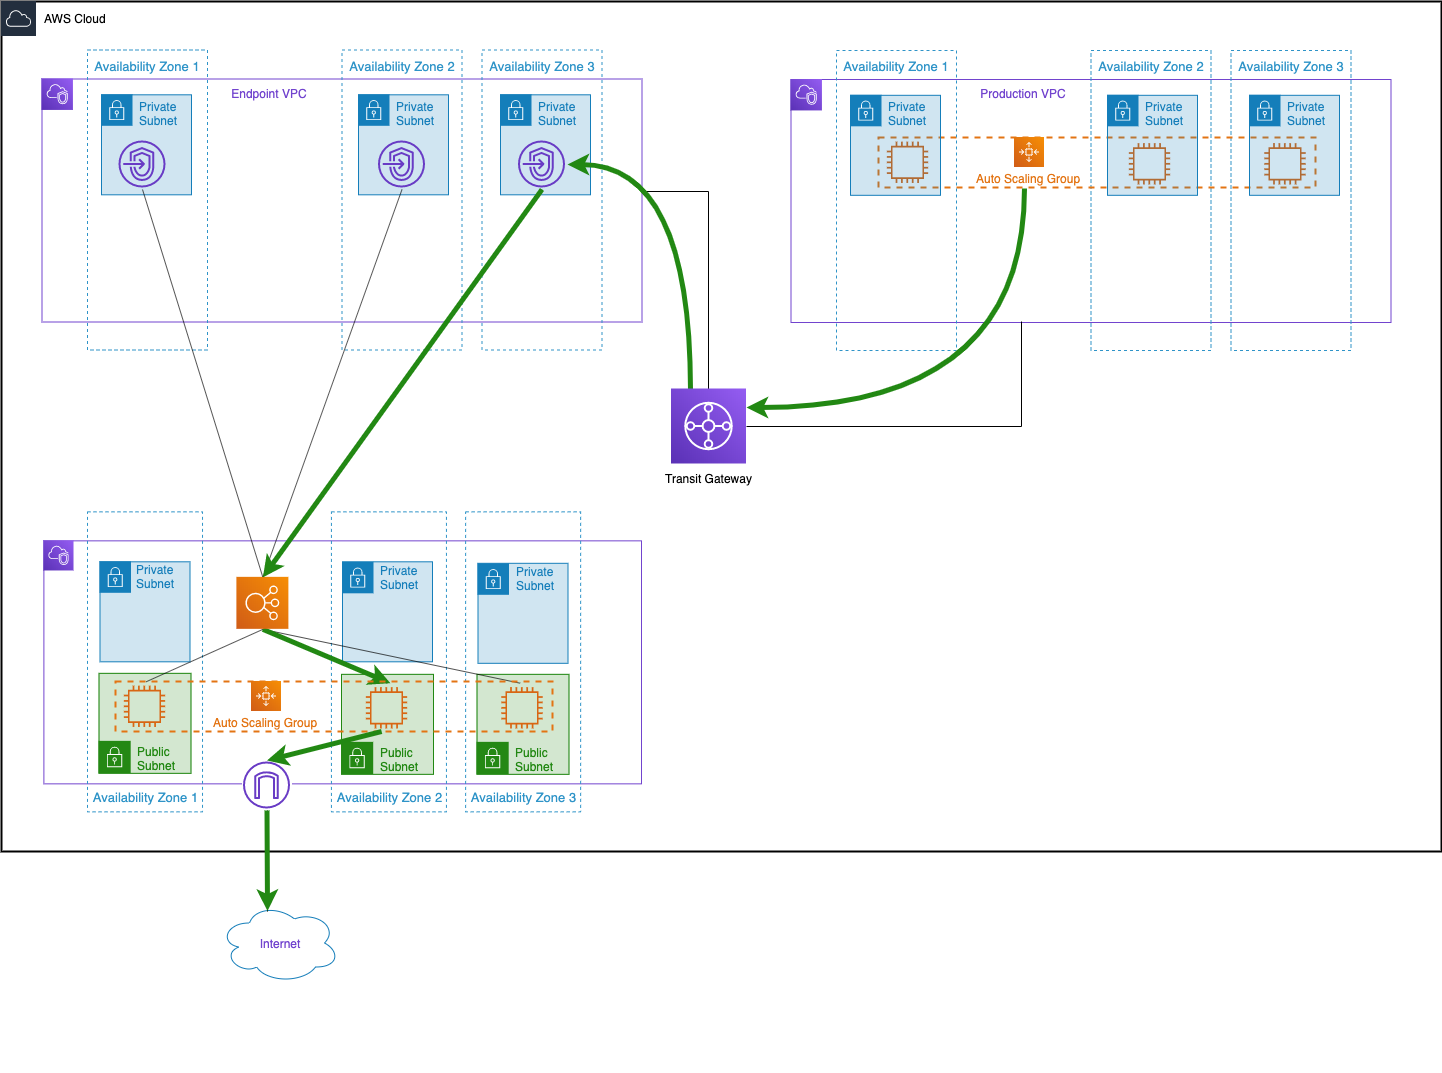 AWS Cloud
Availability Zone 1
Availability Zone 2
Availability Zone 3
Endpoint VPC
Private
Subnet
Private
Subnet
Private
Subnet
Availability Zone 1
Availability Zone 2
Availability Zone 3
Production VPC
Private
Subnet
Private
Subnet
Private
Subnet
Auto Scaling Group
Transit Gateway
Private
Subnet
Private
Subnet
Private
Subnet
Auto Scaling Group
Public
Subnet
Public
Subnet
Public
Subnet
Availability Zone 1
Availability Zone 2
Availability Zone 3
Internet